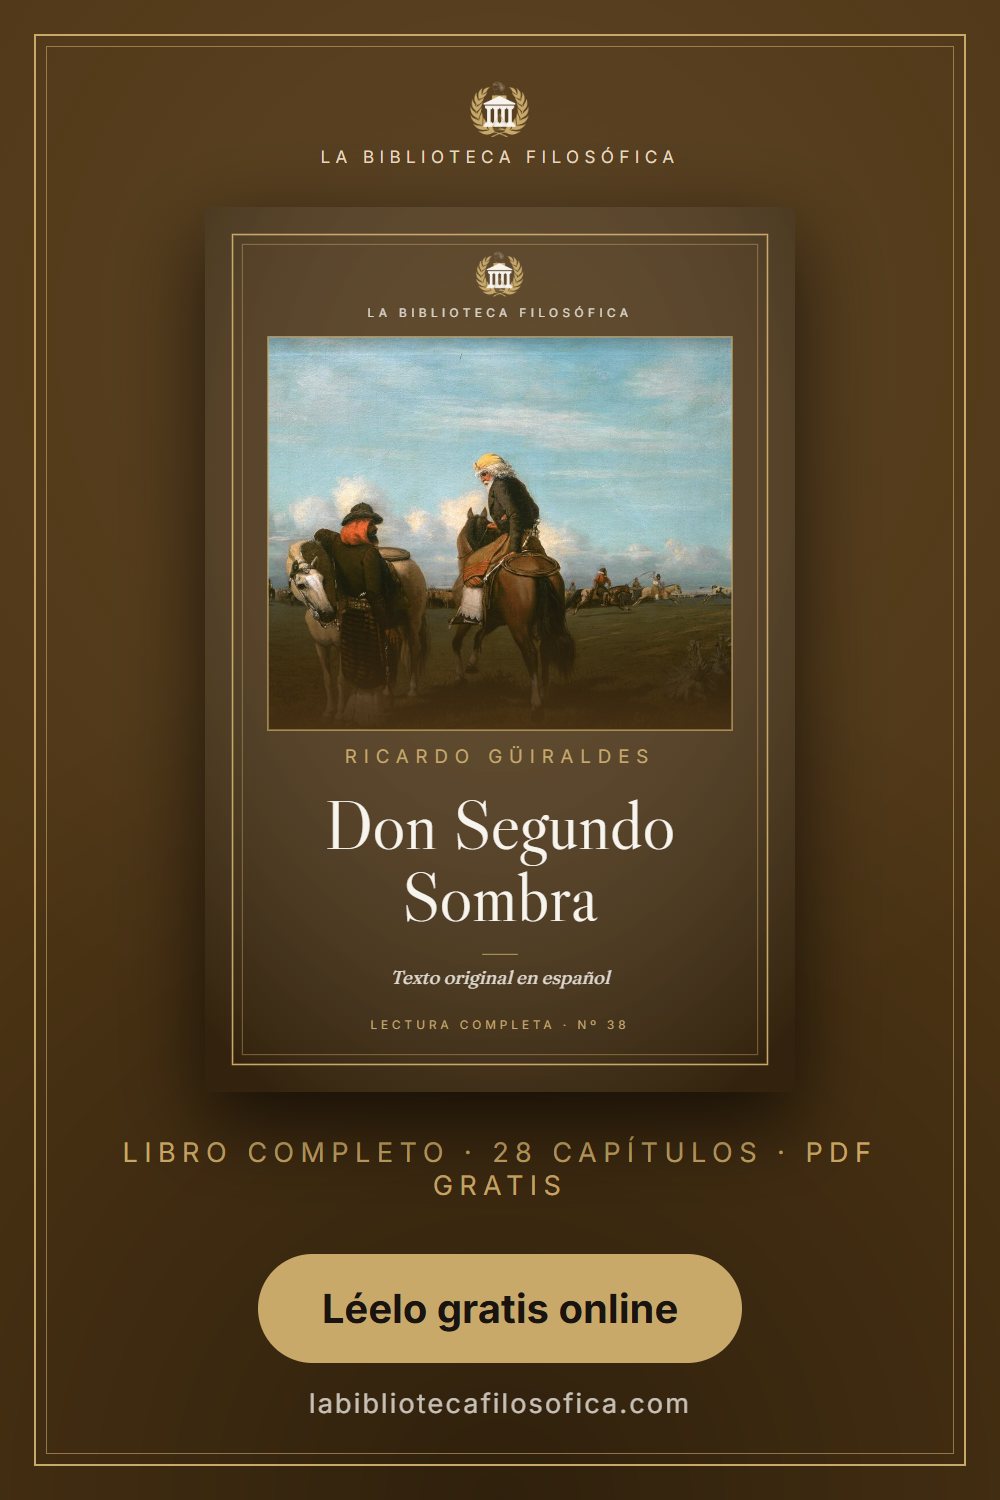 LA BIBLIOTECA FILOSÓFICA
LA BIBLIOTECA FILOSÓFICA
RICARDO GÜIRALDES
Don Segundo
Sombra
Texto original en español
LECTURA COMPLETA · Nº 38
LIBRO COMPLETO · 28 CAPÍTULOS · PDF
GRATIS
Léelo gratis online
labibliotecafilosofica.com